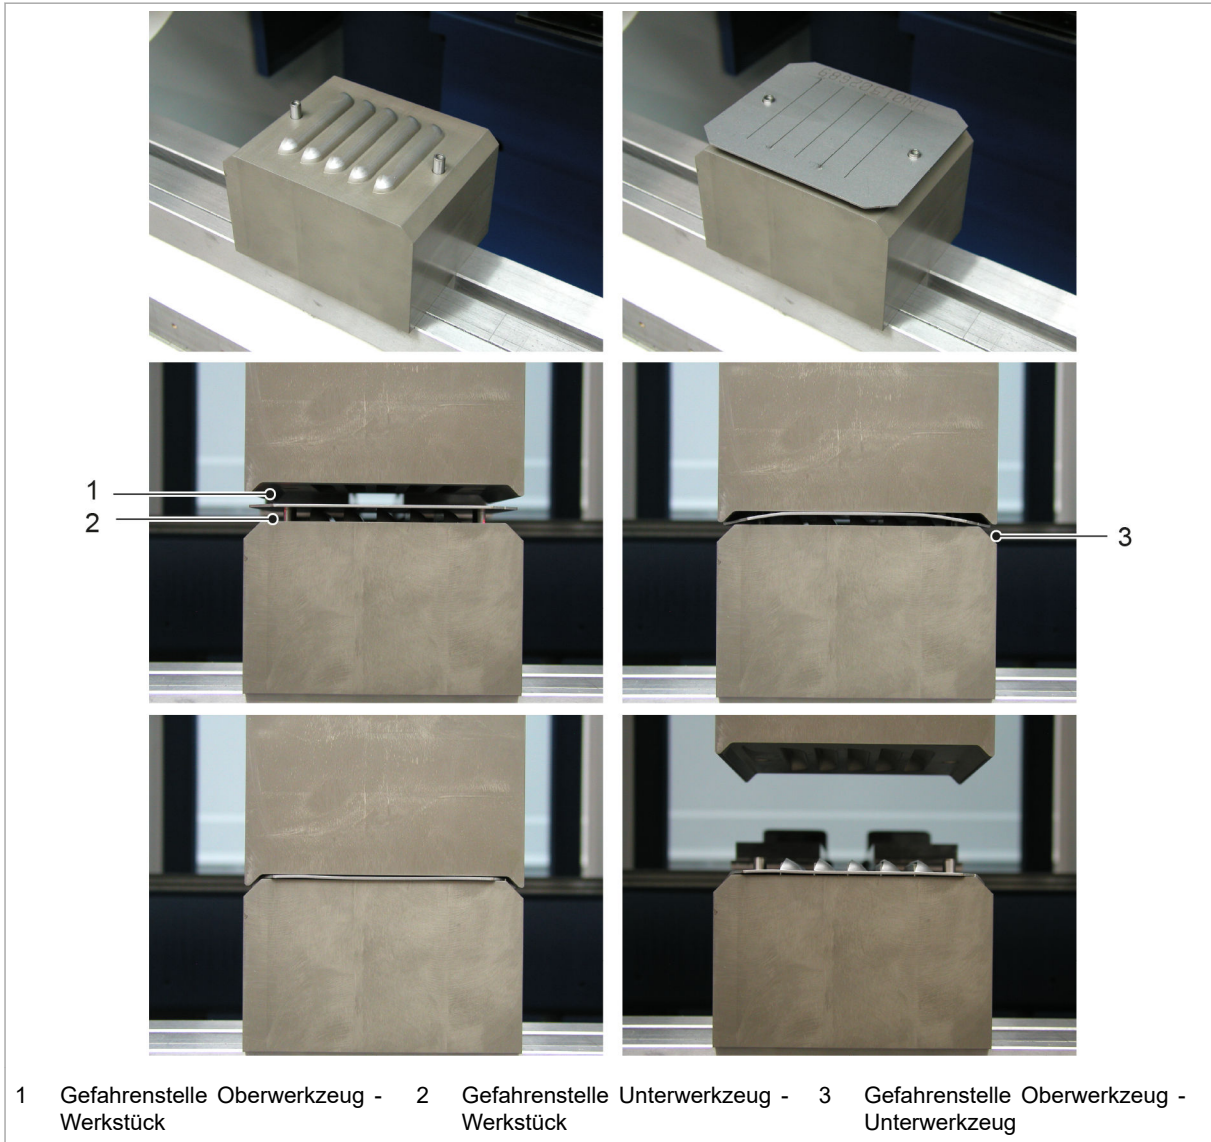 1
2
3
1 Gefahrenstelle Oberwerkzeug - Werkstück
2 Gefahrenstelle Unterwerkzeug - Werkstück
3 Gefahrenstelle Oberwerkzeug - Unterwerkzeug